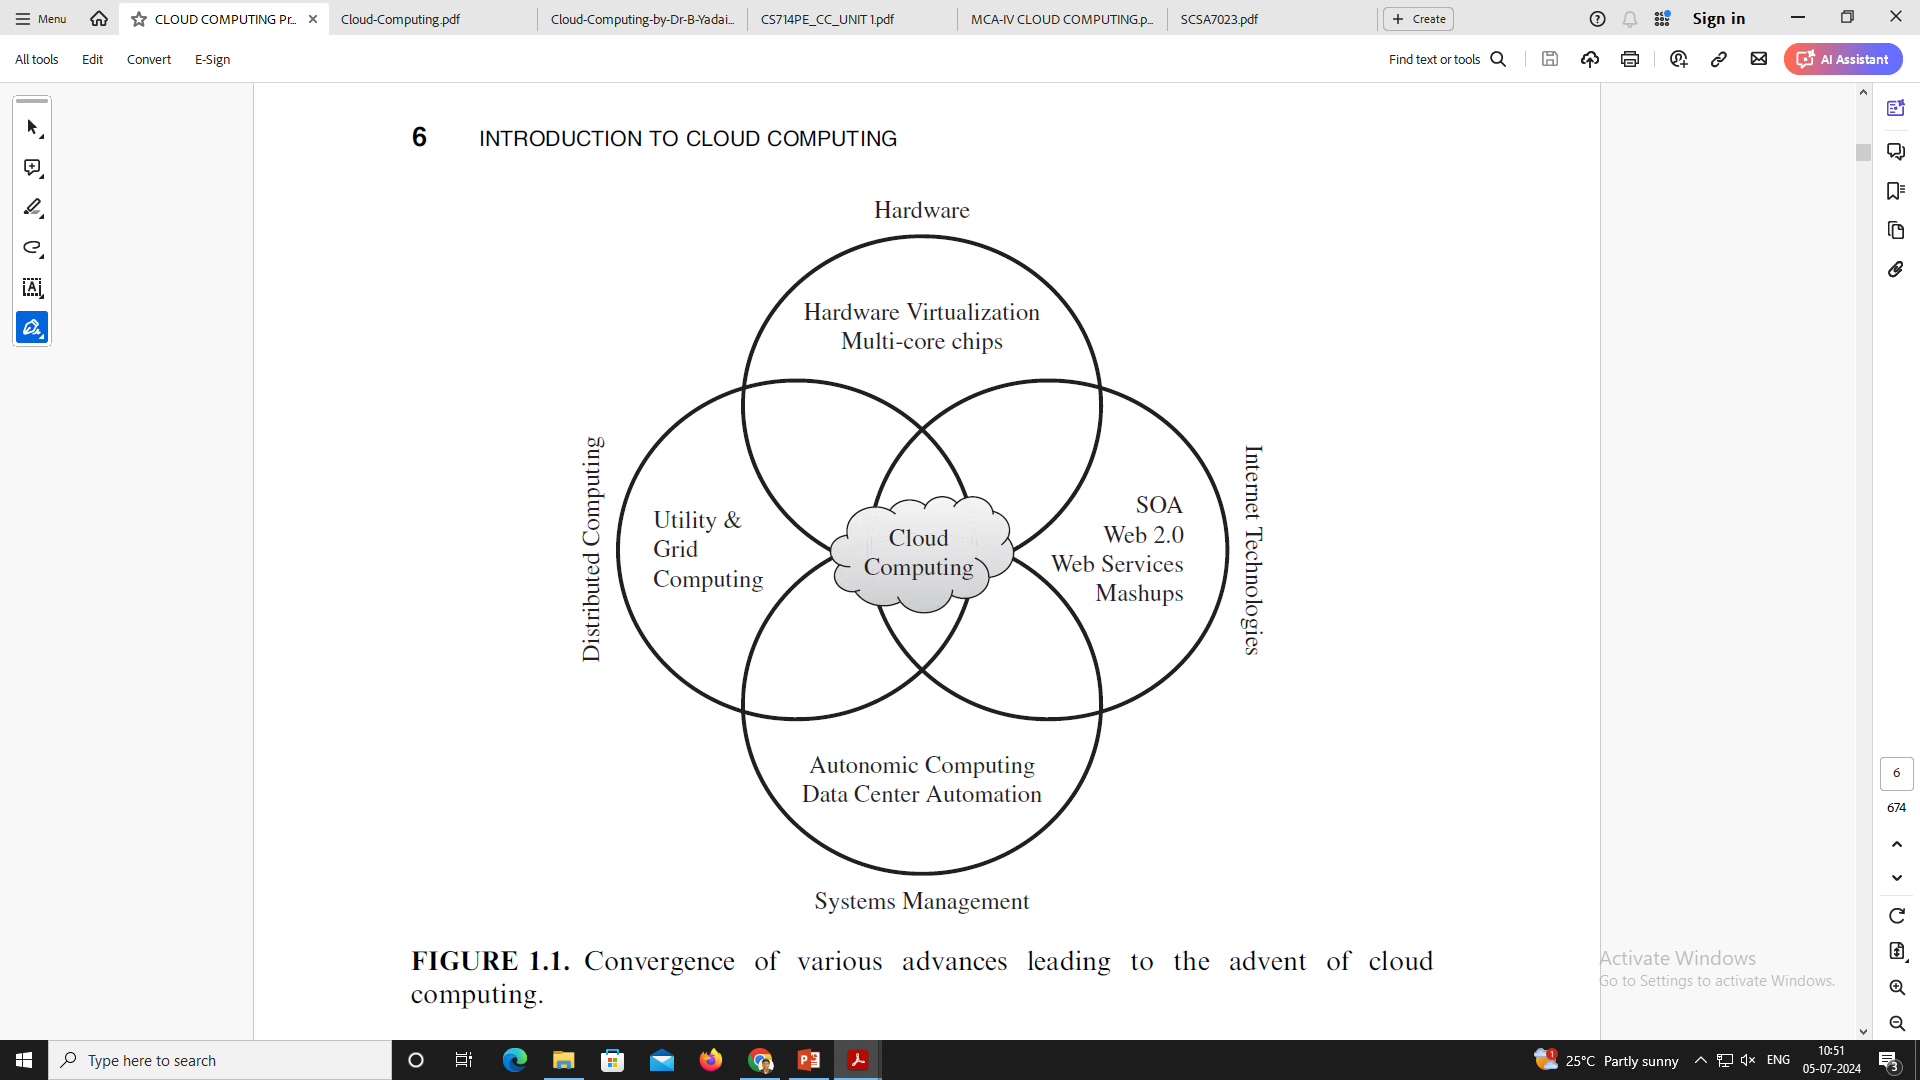 Menu
CLOUD COMPUTING Pr...
Cloud-Computing.pdf
Cloud-Computing-by-Dr-B-Yadai...
CS714PE_CC_UNIT 1.pdf
MCA-IV CLOUD COMPUTING.p...
SCSA7023.pdf
Create
Sign in
All tools
Edit
Convert
E-Sign
Find text or tools
AI Assistant
6 INTRODUCTION TO CLOUD COMPUTING
Hardware
Hardware Virtualization
Multi-core chips
Distributed Computing
Utility &
Grid
Computing
Cloud
Computing
SOA
Web 2.0
Web Services
Mashups
Internet Technologies
Autonomic Computing
Data Center Automation
Systems Management
FIGURE 1.1. Convergence of various advances leading to the advent of cloud
computing.
6
674
Activate Windows
Go to Settings to activate Windows.
Type here to search
1
25°C Partly sunny
ENG
10:51
05-07-2024
3